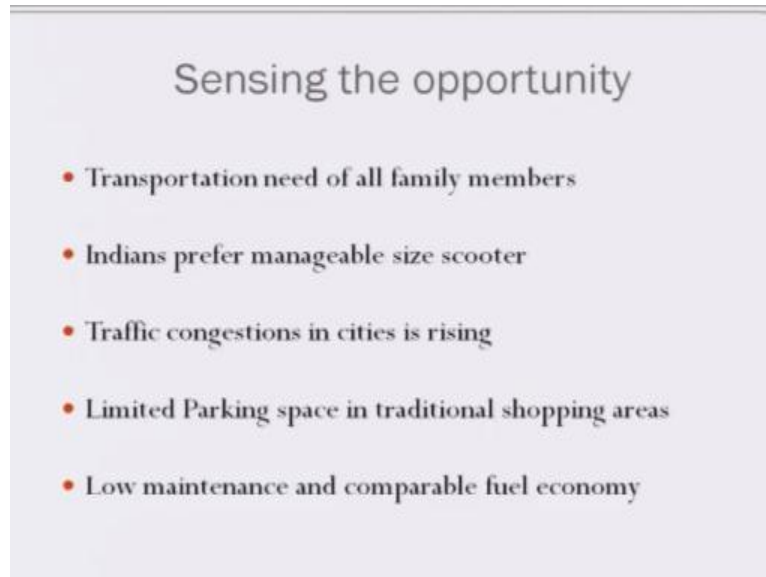 Sensing the opportunity
• Transportation need of all family members
• Indians prefer manageable size scooter
• Traffic congestions in cities is rising
• Limited Parking space in traditional shopping areas
• Low maintenance and comparable fuel economy